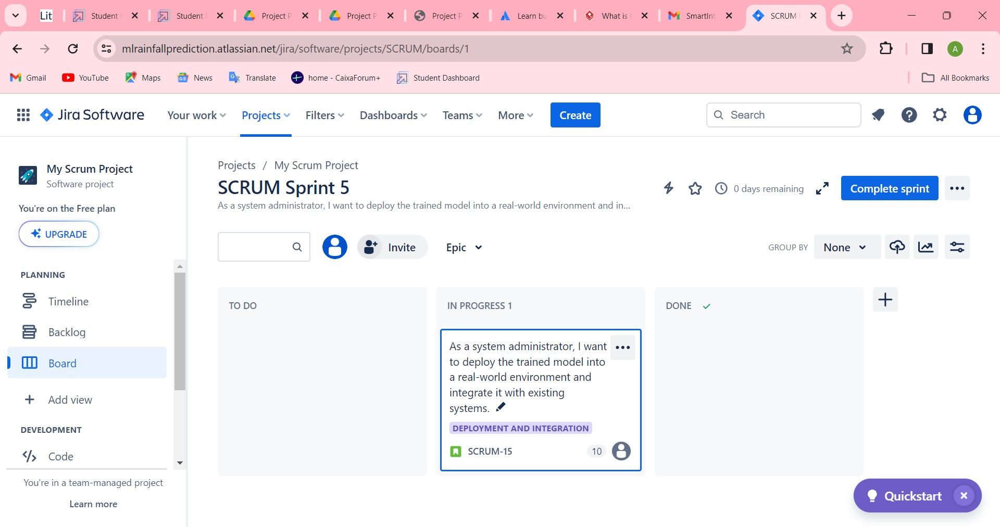 Lit
Student
Student
Project P
Project P
Project P
Learn bu
What is
SmartInt
SCRUM
mlrainfallprediction.atlassian.net/jira/software/projects/SCRUM/boards/1
A
Gmail
YouTube
Maps
News
Translate
home - CaixaForum+
Student Dashboard
All Bookmarks
Jira Software
Your work
Projects
Filters
Dashboards
Teams
More
Create
Search
My Scrum Project
Software project
You're on the Free plan
UPGRADE
PLANNING
Timeline
Backlog
Board
Add view
DEVELOPMENT
Code
You're in a team-managed project
Learn more
Projects / My Scrum Project
SCRUM Sprint 5
As a system administrator, I want to deploy the trained model into a real-world environment and in...
0 days remaining
Complete sprint
Invite
Epic
GROUP BY
None
TO DO
IN PROGRESS 1
As a system administrator, I want
to deploy the trained model into
a real-world environment and
integrate it with existing
systems.
DEPLOYMENT AND INTEGRATION
SCRUM-15
10
DONE
Quickstart